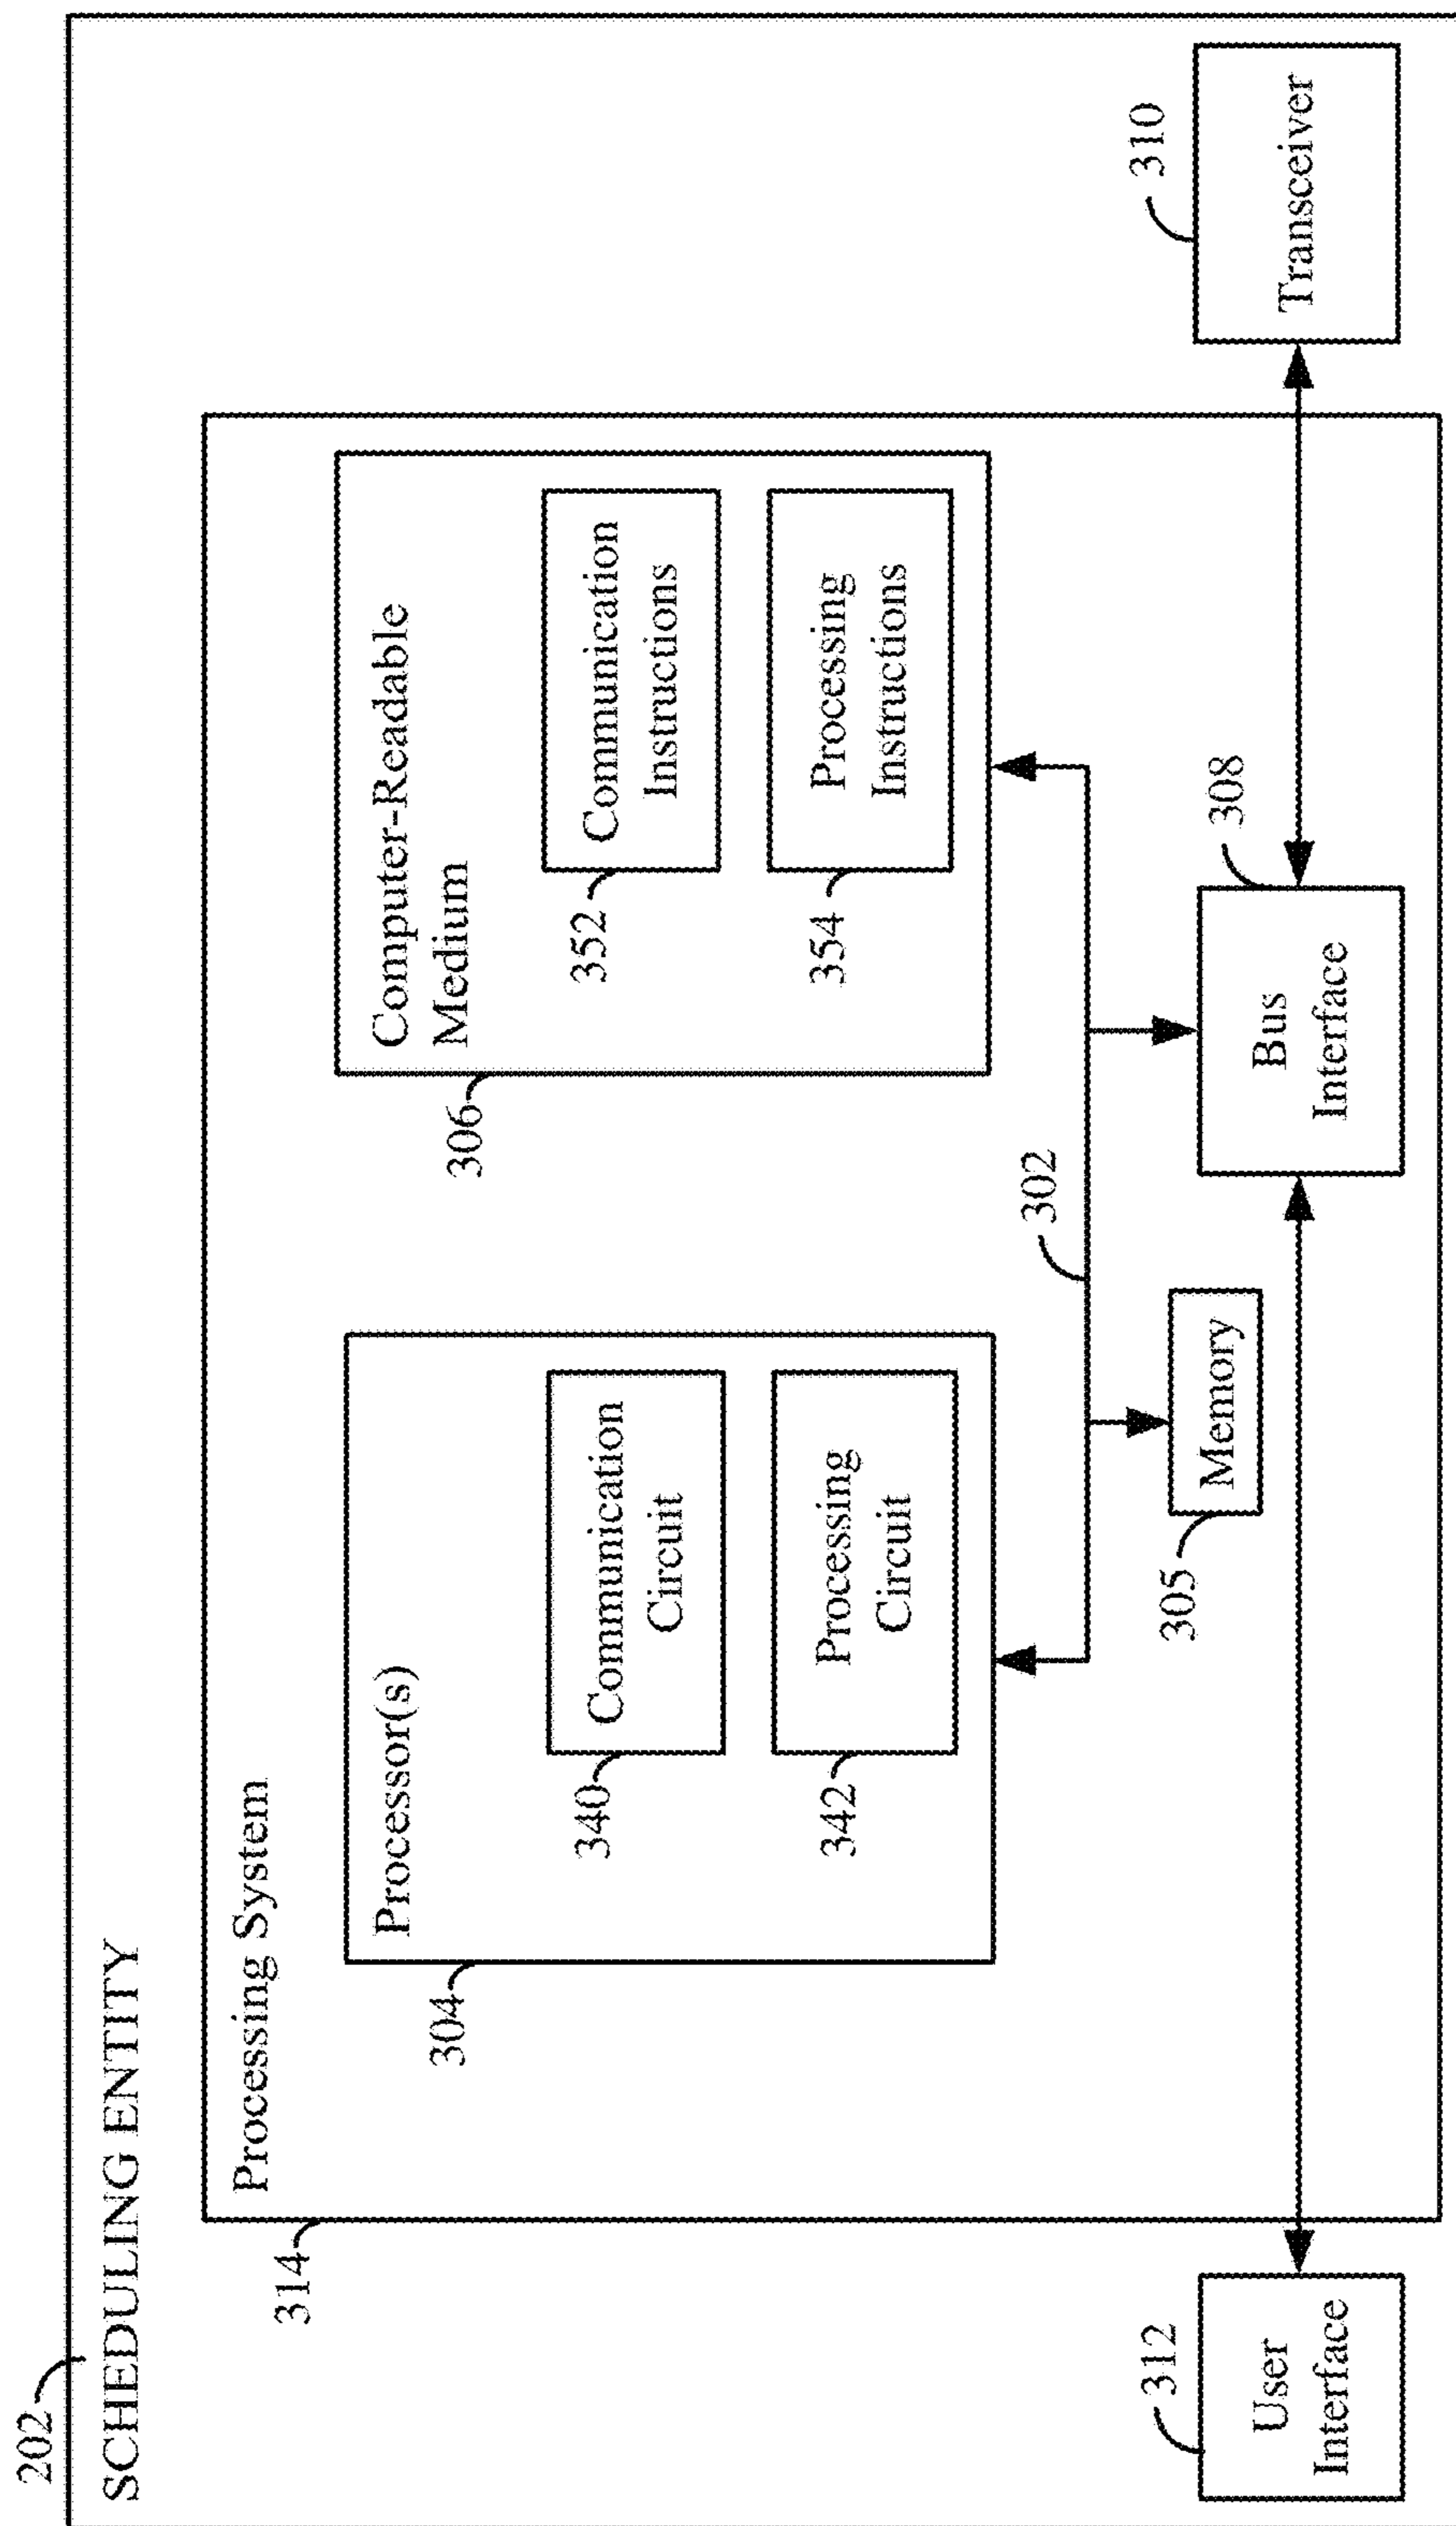 202
SCHEDULING ENTITY
314
Processing System
304
Processor(s)
340
Communication
Circuit
342
Processing
Circuit
306
Computer-Readable
Medium
352
Communication
Instructions
354
Processing
Instructions
302
305
Memory
308
Bus
Interface
312
User
Interface
310
Transceiver